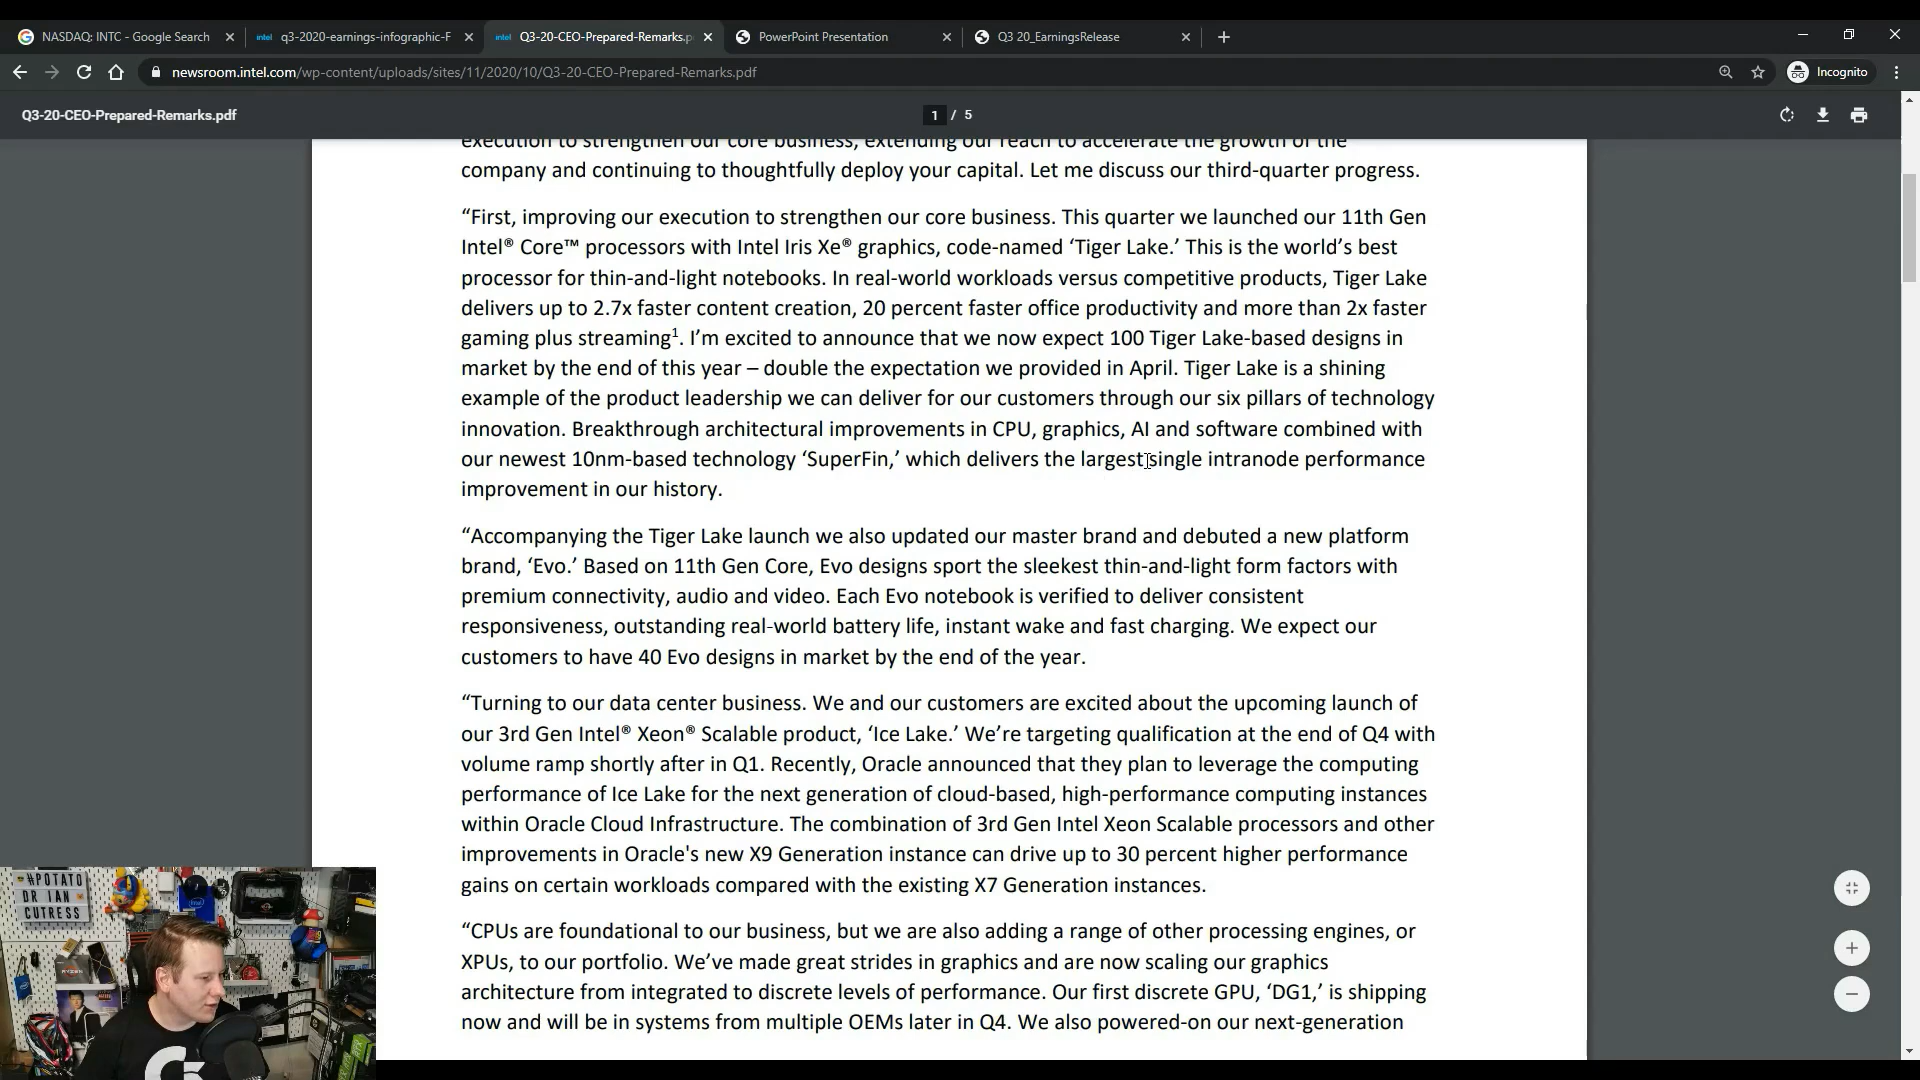 NASDAQ: INTC - Google Search
intel q3-2020-earnings-infographic-F
intel Q3-20-CEO-Prepared-Remarks.p
PowerPoint Presentation
Q3 20_EarningsRelease
newsroom.intel.com/wp-content/uploads/sites/11/2020/10/Q3-20-CEO-Prepared-Remarks.pdf
Incognito
Q3-20-CEO-Prepared-Remarks.pdf
1 / 5
execution to strengthen our core business, extending our reach to accelerate the growth of the
company and continuing to thoughtfully deploy your capital. Let me discuss our third-quarter progress.
“First, improving our execution to strengthen our core business. This quarter we launched our 11th Gen
Intel® Core™ processors with Intel Iris Xe® graphics, code-named ‘Tiger Lake.’ This is the world’s best
processor for thin-and-light notebooks. In real-world workloads versus competitive products, Tiger Lake
delivers up to 2.7x faster content creation, 20 percent faster office productivity and more than 2x faster
gaming plus streaming¹. I’m excited to announce that we now expect 100 Tiger Lake-based designs in
market by the end of this year – double the expectation we provided in April. Tiger Lake is a shining
example of the product leadership we can deliver for our customers through our six pillars of technology
innovation. Breakthrough architectural improvements in CPU, graphics, AI and software combined with
our newest 10nm-based technology ‘SuperFin,’ which delivers the largest single intranode performance
improvement in our history.
“Accompanying the Tiger Lake launch we also updated our master brand and debuted a new platform
brand, ‘Evo.’ Based on 11th Gen Core, Evo designs sport the sleekest thin-and-light form factors with
premium connectivity, audio and video. Each Evo notebook is verified to deliver consistent
responsiveness, outstanding real-world battery life, instant wake and fast charging. We expect our
customers to have 40 Evo designs in market by the end of the year.
“Turning to our data center business. We and our customers are excited about the upcoming launch of
our 3rd Gen Intel® Xeon® Scalable product, ‘Ice Lake.’ We’re targeting qualification at the end of Q4 with
volume ramp shortly after in Q1. Recently, Oracle announced that they plan to leverage the computing
performance of Ice Lake for the next generation of cloud-based, high-performance computing instances
within Oracle Cloud Infrastructure. The combination of 3rd Gen Intel Xeon Scalable processors and other
improvements in Oracle's new X9 Generation instance can drive up to 30 percent higher performance
gains on certain workloads compared with the existing X7 Generation instances.
“CPUs are foundational to our business, but we are also adding a range of other processing engines, or
XPUs, to our portfolio. We’ve made great strides in graphics and are now scaling our graphics
architecture from integrated to discrete levels of performance. Our first discrete GPU, ‘DG1,’ is shipping
now and will be in systems from multiple OEMs later in Q4. We also powered-on our next-generation
#POTATO
DR IAN
CUTRESS